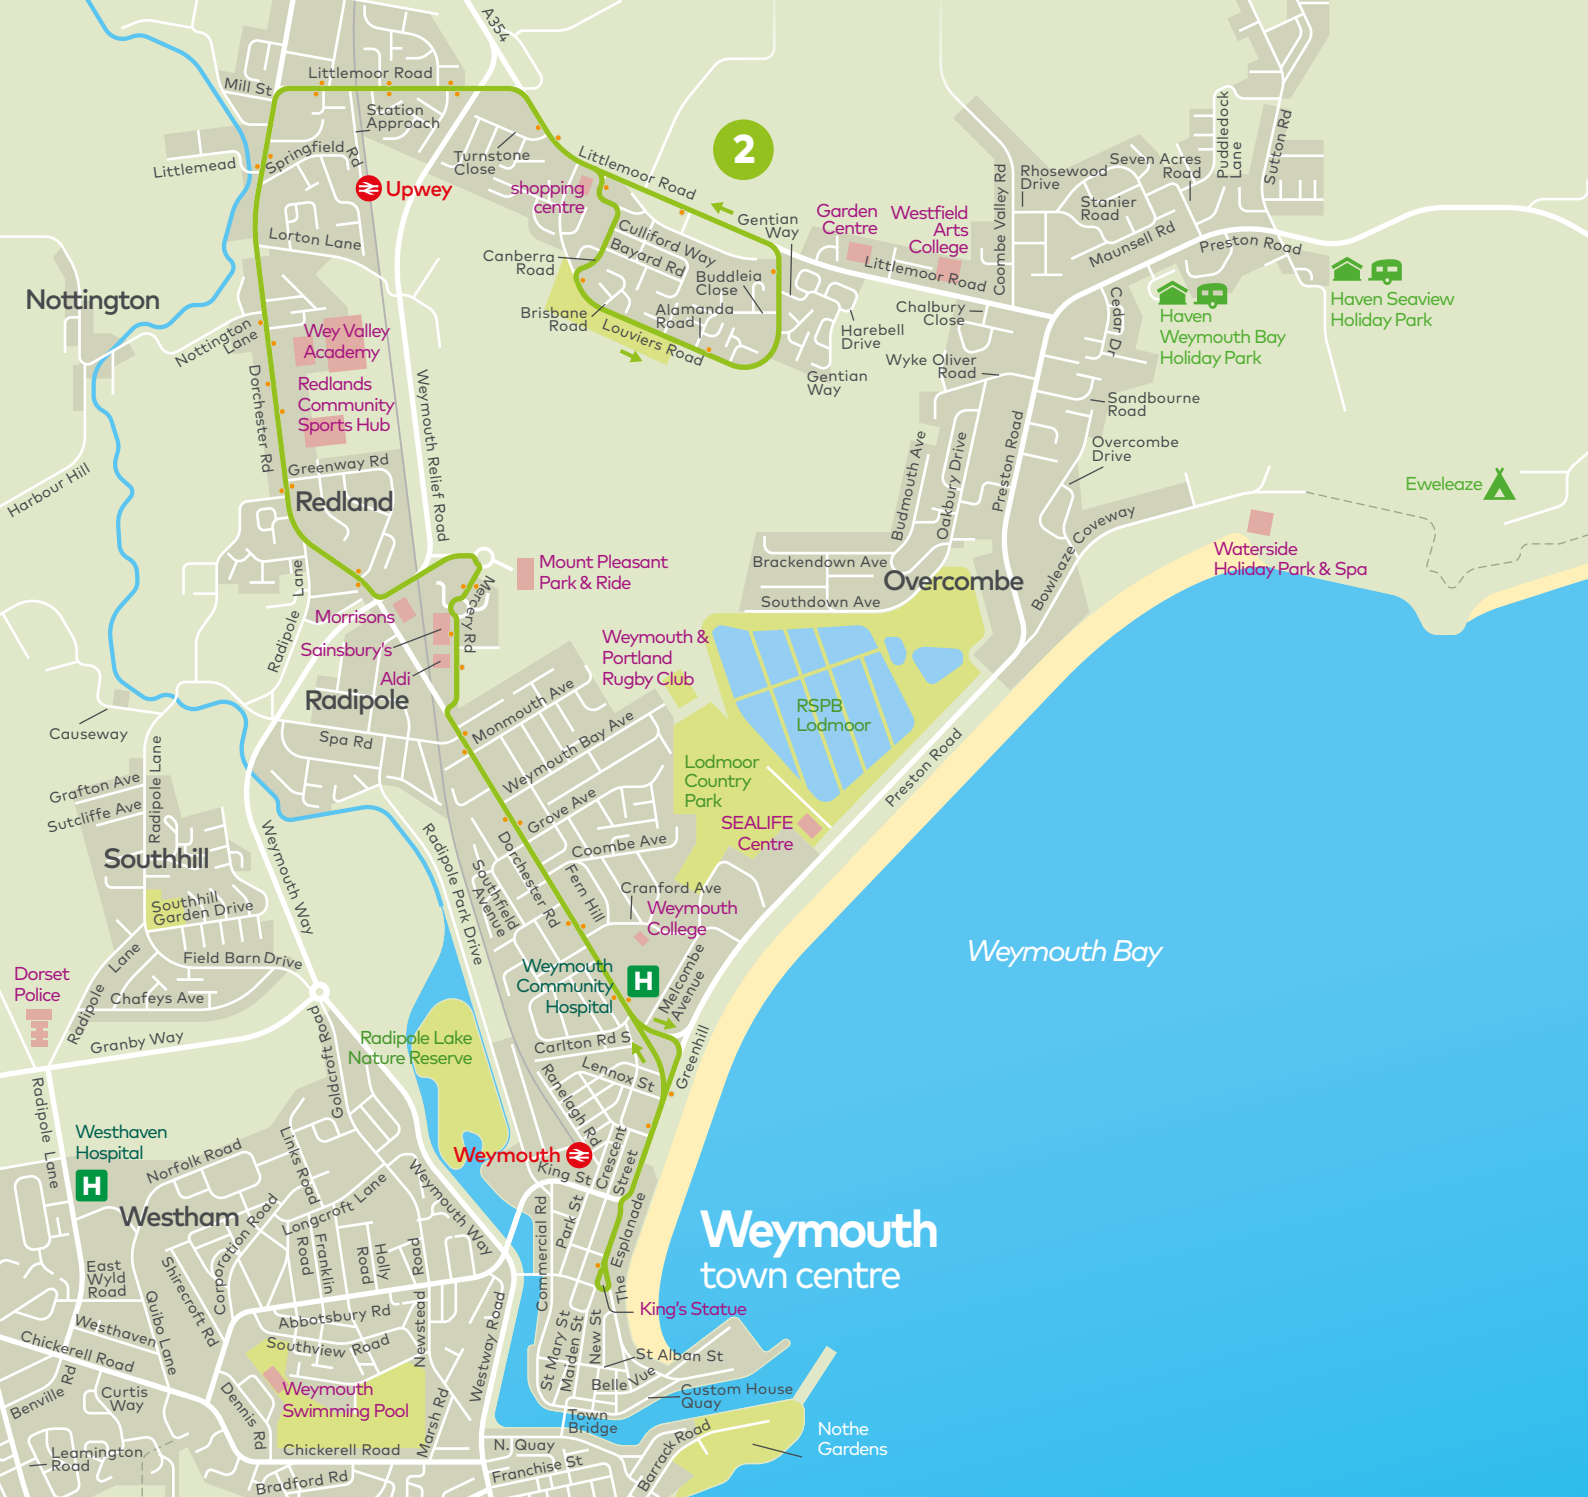 A354
Littlemoor Road
Mill St
Station
Approach
Springfield Rd
Littlemead
Turnstone
Close
2
Upwey
shopping
centre
Littlemoor Road
Gentian
Way
Garden
Centre
Westfield
Arts
College
Coombe Valley Rd
Rhosewood
Drive
Seven Acres
Road
Stanier
Road
Puddledock
Lane
Sutton Rd
Maunsell Rd
Preston Road
Lorton Lane
Canberra
Road
Culliford Way
Bayard Rd
Buddleia
Close
Littlemoor Road
Chalbury
Close
Haven
Weymouth Bay
Holiday Park
Haven Seaview
Holiday Park
Nottington
Nottington
Lane
Wey Valley
Academy
Brisbane
Road
Alamanda
Road
Louviers Road
Harebell
Drive
Gentian
Way
Wyke Oliver
Road
Cedar Dr
Redlands
Community
Sports Hub
Dorchester Rd
Weymouth Relief Road
Sandbourne
Road
Overcombe
Drive
Preston Road
Budmouth Ave
Oakbury Drive
Harbour Hill
Greenway Rd
Redland
Eweleaze
Bowleaze Coveway
Waterside
Holiday Park & Spa
Mount Pleasant
Park & Ride
Brackendown Ave
Overcombe
Southdown Ave
Radipole Lane
Morrisons
Sainsbury's
Aldi
Mercery Rd
Radipole
Weymouth &
Portland
Rugby Club
RSPB
Lodmoor
Causeway
Spa Rd
Monmouth Ave
Weymouth Bay Ave
Lodmoor
Country
Park
Preston Road
Grafton Ave
Sutcliffe Ave
Radipole Lane
Grove Ave
SEALIFE
Centre
Southhill
Weymouth Way
Radipole Park Drive
Dorchester Rd
Coombe Ave
Southfield
Avenue
Fern Hill
Cranford Ave
Weymouth
College
Southhill
Garden Drive
Field Barn Drive
Radipole Lane
Chafeys Ave
Dorset
Police
Granby Way
Goldcroft Road
Weymouth
Community
Hospital
H
Melcombe
Avenue
Weymouth Bay
Radipole Lake
Nature Reserve
Carlton Rd S
Lennox St
Greenhill
Ranelagh Rd
Radipole Lane
Westhaven
Hospital
H
Norfolk Road
Links Road
Weymouth
King St
Crescent
Street
Westham
Longcroft Lane
Corporation Road
Weymouth Way
Commercial Rd
Park St
The Esplanade
Weymouth
town centre
East
Wyld
Road
Shirecroft Rd
Quibo Lane
Franklin
Road
Holly
Road
Newstead
Road
Abbotsbury Rd
King's Statue
Westhaven
Chickerell Road
Southview Road
Westway Road
St Mary St
Maiden St
New St
St Alban St
Belle Vue
Custom House
Quay
Benville Rd
Curtis
Way
Dennis Rd
Weymouth
Swimming Pool
Marsh Rd
Town
Bridge
Nothe
Gardens
Leamington
Road
Chickerell Road
N. Quay
Barrack Road
Bradford Rd
Franchise St